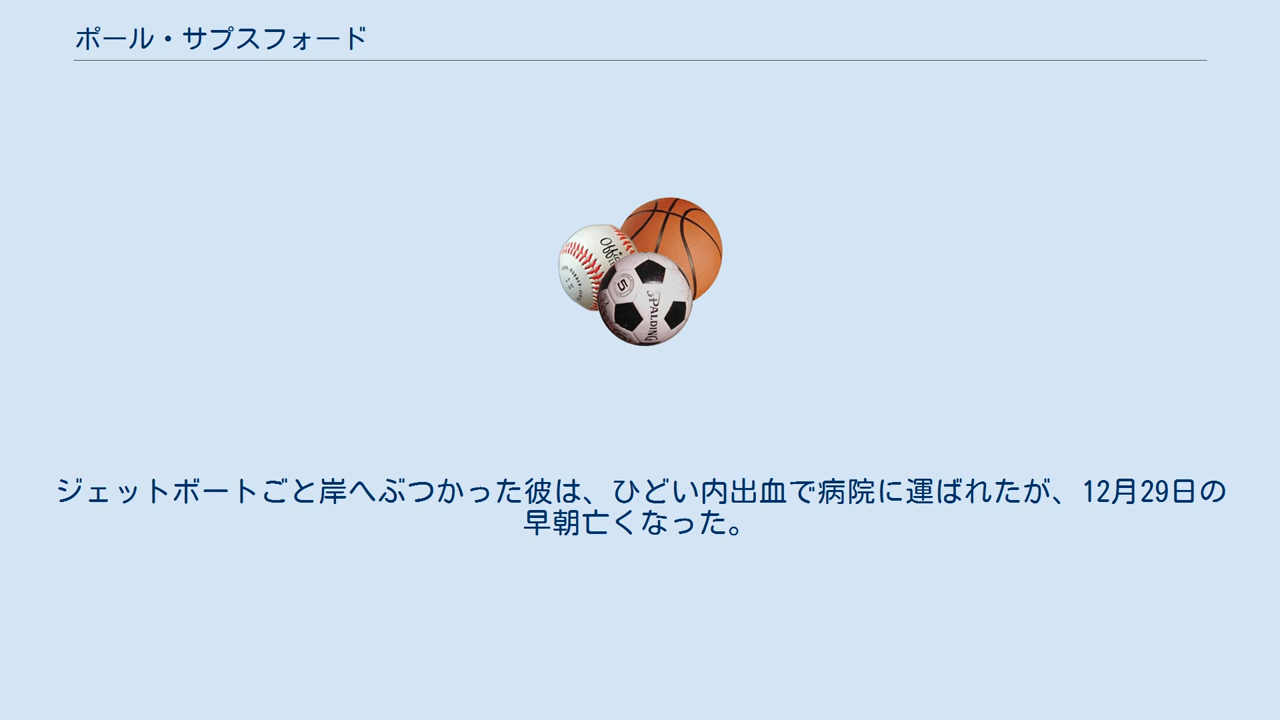 ポール・サプスフォード
Offic
5
SPALDING
ジェットボートごと岸へぶつかった彼は、ひどい内出血で病院に運ばれたが、12月29日の
早朝亡くなった。